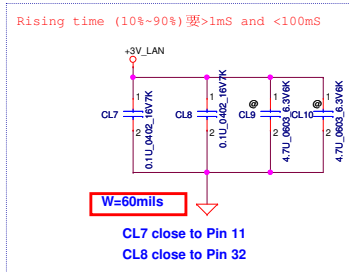 Rising time (10%~90%)要>1mS and <100mS
+3V_LAN
1
CL7
2
0.1U_0402_16V7K
1
CL8
2
0.1U_0402_16V7K
@
1
CL9
2
4.7U_0603_6.3V6K
@
1
CL10
2
4.7U_0603_6.3V6K
W=60mils
CL7 close to Pin 11
CL8 close to Pin 32